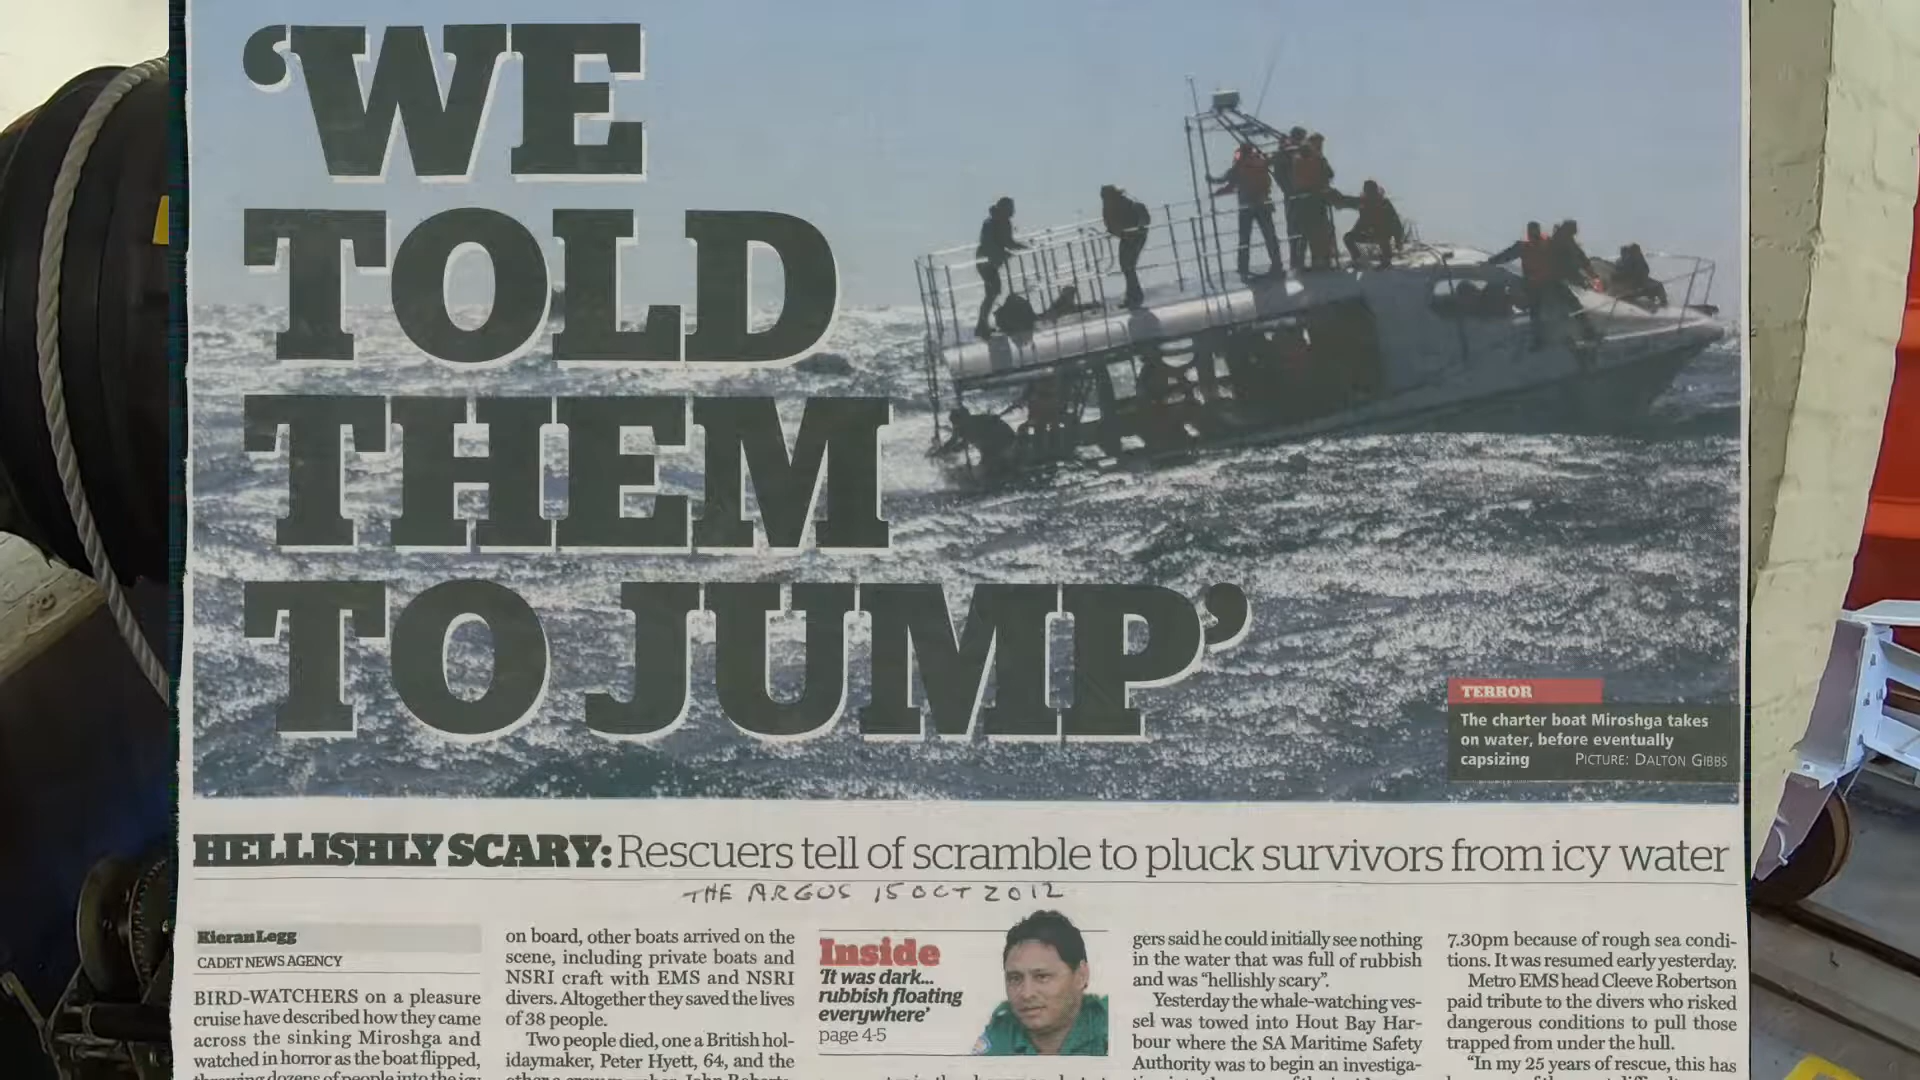 ‘WE
TOLD
THEM
TO JUMP’
TERROR
The charter boat Miroshga takes
on water, before eventually
capsizing PICTURE: DALTON GIBBS
HELLISHLY SCARY: Rescuers tell of scramble to pluck survivors from icy water
THE ARGUS 15 OCT 2012
Kieran Legg
CADET NEWS AGENCY
BIRD-WATCHERS on a pleasure
cruise have described how they came
across the sinking Miroshga and
watched in horror as the boat flipped,
throwing dozens of people into the icy
on board, other boats arrived on the
scene, including private boats and
NSRI craft with EMS and NSRI
divers. Altogether they saved the lives
of 38 people.
Two people died, one a British hol-
idaymaker, Peter Hyett, 64, and the
Inside
‘It was dark...
rubbish floating
everywhere’
page 4-5
gers said he could initially see nothing
in the water that was full of rubbish
and was “hellishly scary”.
Yesterday the whale-watching ves-
sel was towed into Hout Bay Har-
bour where the SA Maritime Safety
Authority was to begin an investiga-
7.30pm because of rough sea condi-
tions. It was resumed early yesterday.
Metro EMS head Cleeve Robertson
paid tribute to the divers who risked
dangerous conditions to pull those
trapped from under the hull.
“In my 25 years of rescue, this has